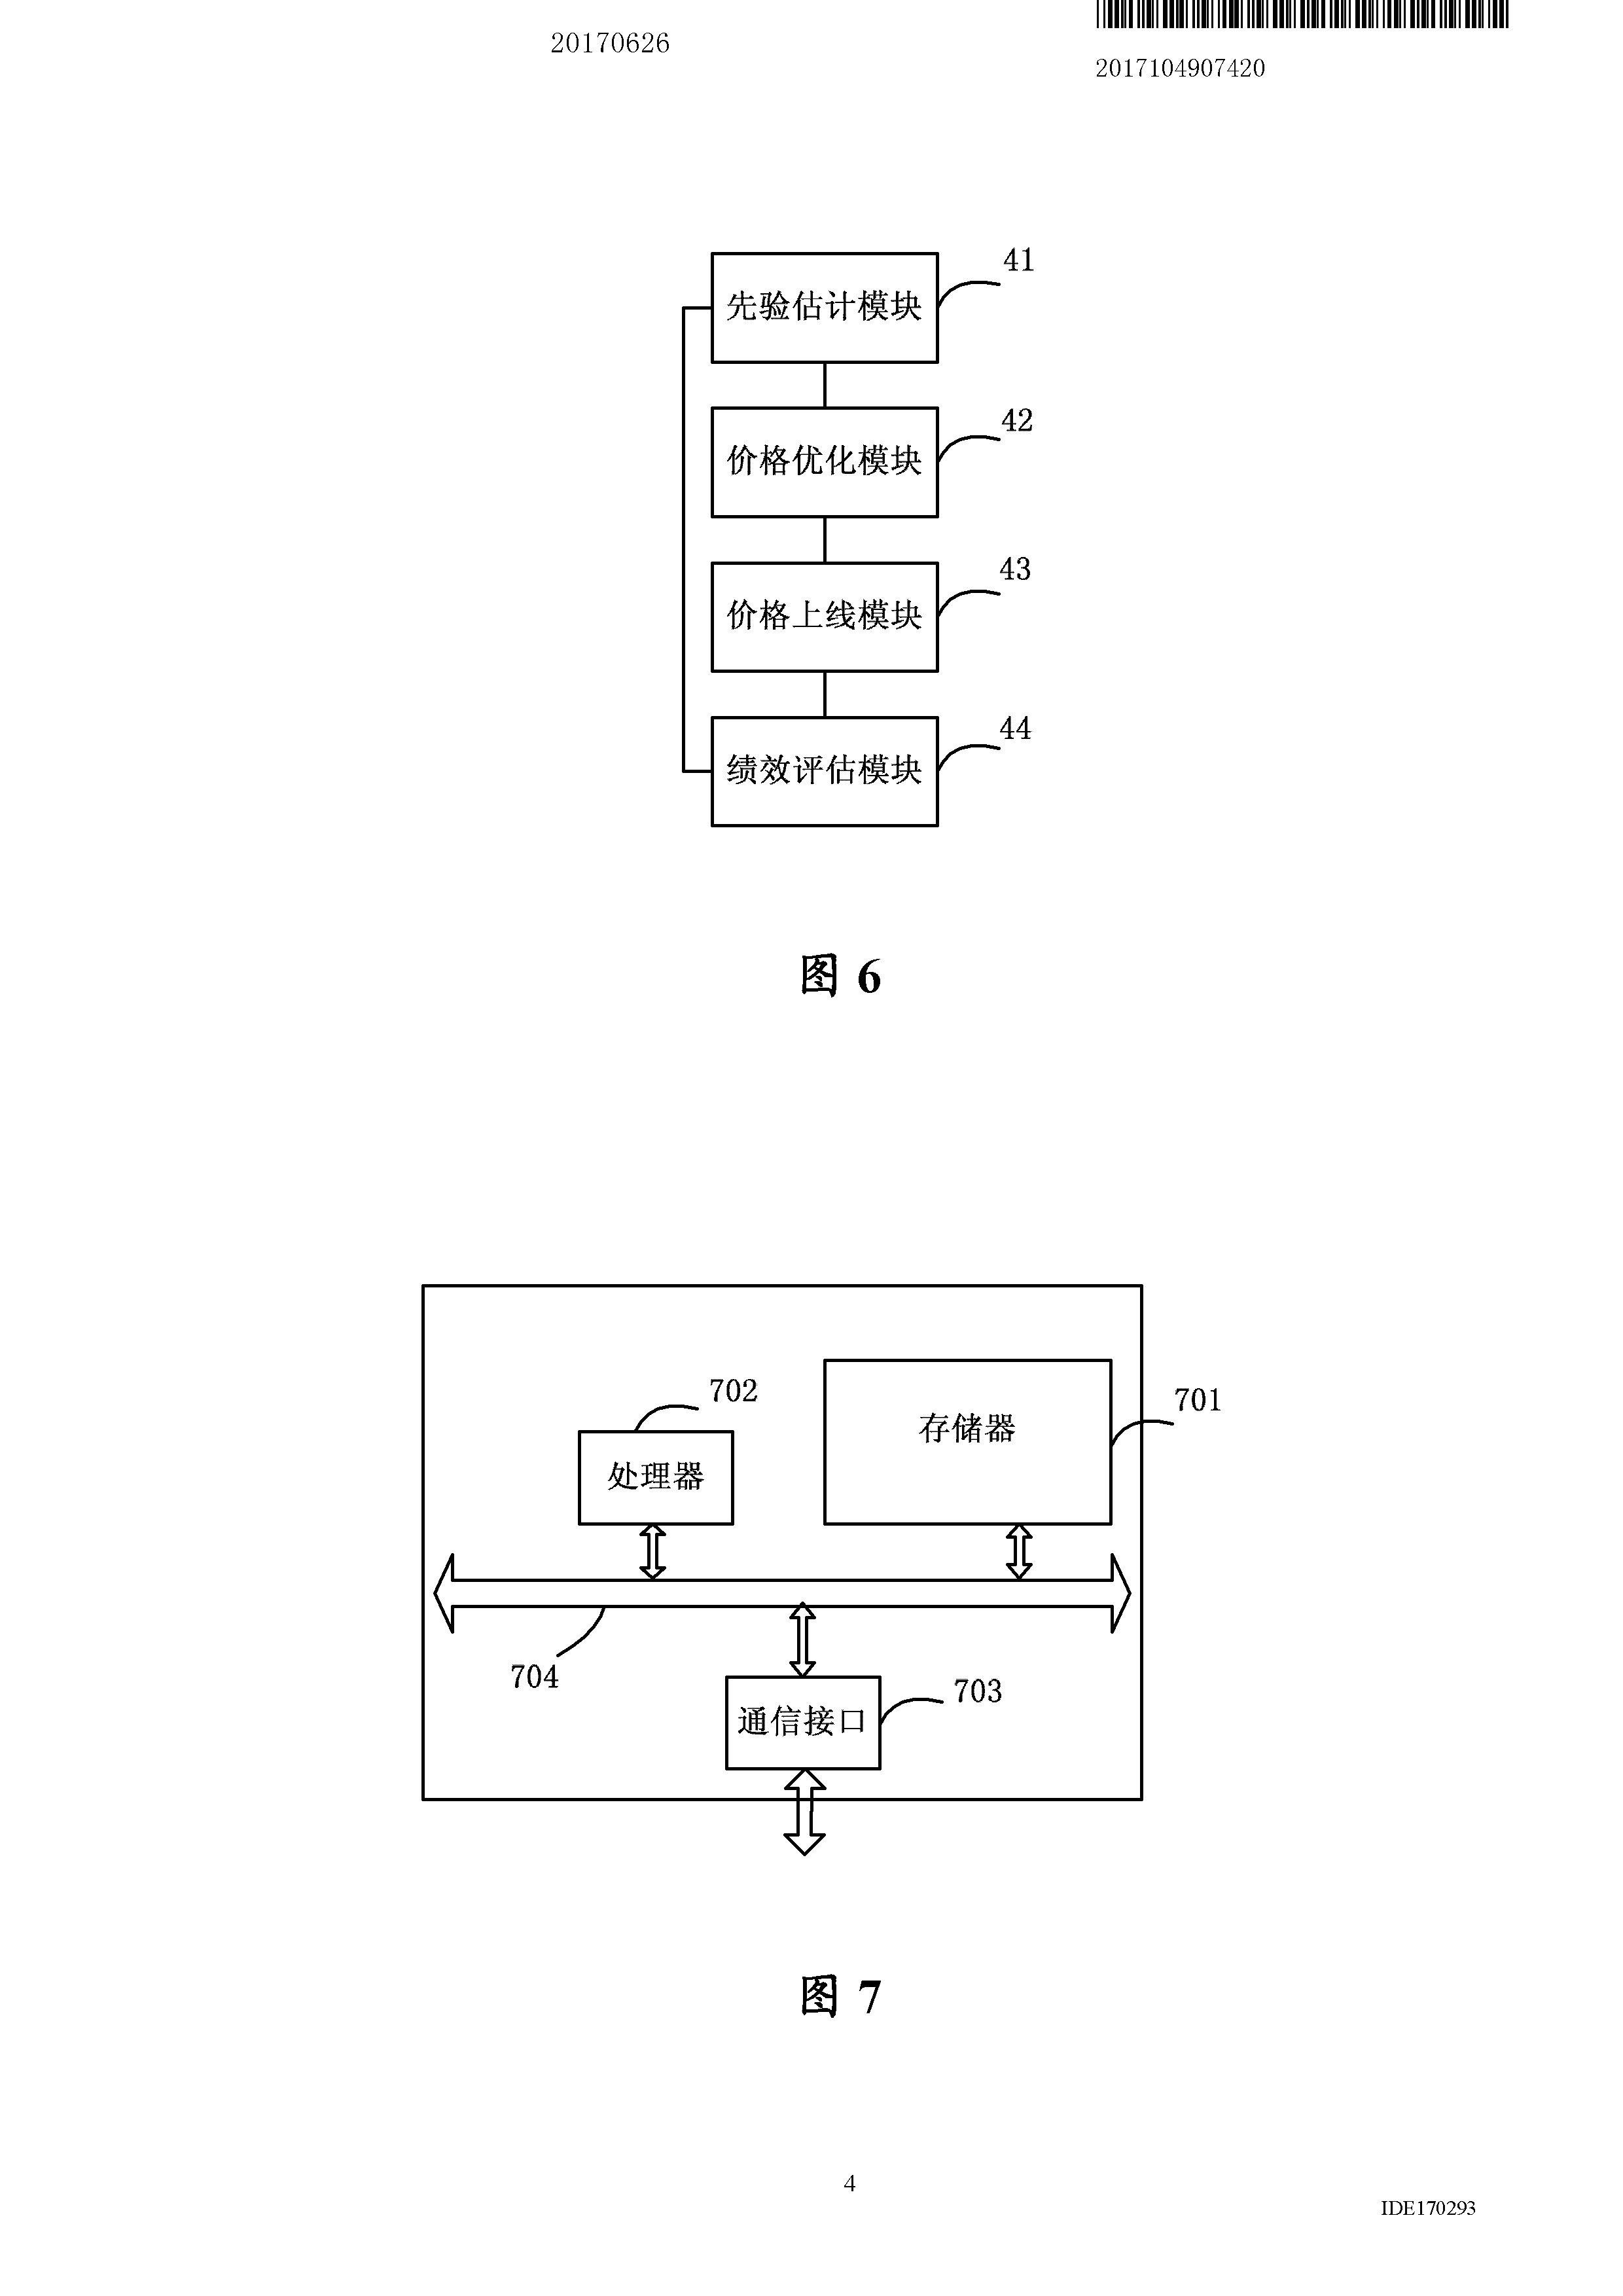 20170626
2017104907420
41
先验估计模块
42
价格优化模块
43
价格上线模块
44
绩效评估模块
图 6
702
701
存储器
处理器
704
703
通信接口
图 7
4
IDE170293